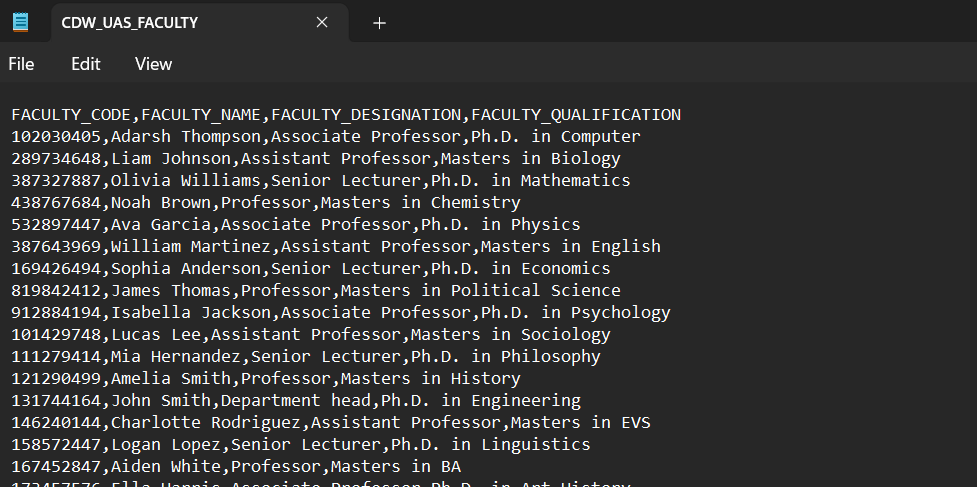 CDW_UAS_FACULTY
File Edit View
FACULTY_CODE,FACULTY_NAME,FACULTY_DESIGNATION,FACULTY_QUALIFICATION
102030405,Adarsh Thompson,Associate Professor,Ph.D. in Computer
289734648,Liam Johnson,Assistant Professor,Masters in Biology
387327887,Olivia Williams,Senior Lecturer,Ph.D. in Mathematics
438767684,Noah Brown,Professor,Masters in Chemistry
532897447,Ava Garcia,Associate Professor,Ph.D. in Physics
387643969,William Martinez,Assistant Professor,Masters in English
169426494,Sophia Anderson,Senior Lecturer,Ph.D. in Economics
819842412,James Thomas,Professor,Masters in Political Science
912884194,Isabella Jackson,Associate Professor,Ph.D. in Psychology
101429748,Lucas Lee,Assistant Professor,Masters in Sociology
111279414,Mia Hernandez,Senior Lecturer,Ph.D. in Philosophy
121290499,Amelia Smith,Professor,Masters in History
131744164,John Smith,Department head,Ph.D. in Engineering
146240144,Charlotte Rodriguez,Assistant Professor,Masters in EVS
158572447,Logan Lopez,Senior Lecturer,Ph.D. in Linguistics
167452847,Aiden White,Professor,Masters in BA
Harris,Associate Professor,Ph.D. in Art History